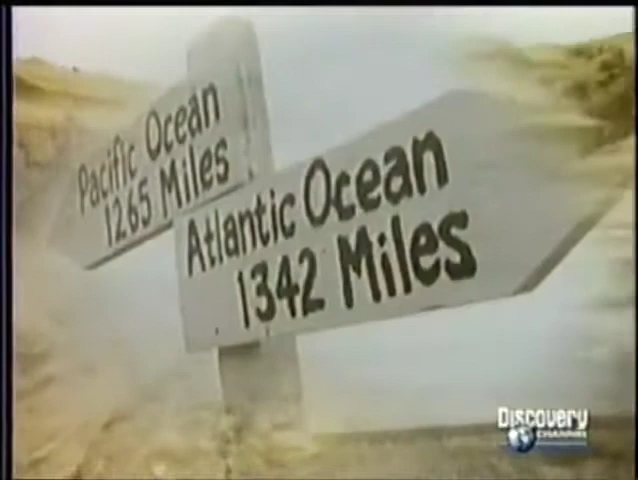 Pacific Ocean
1265 Miles
Atlantic Ocean
1342 Miles
Discovery
CHANNEL